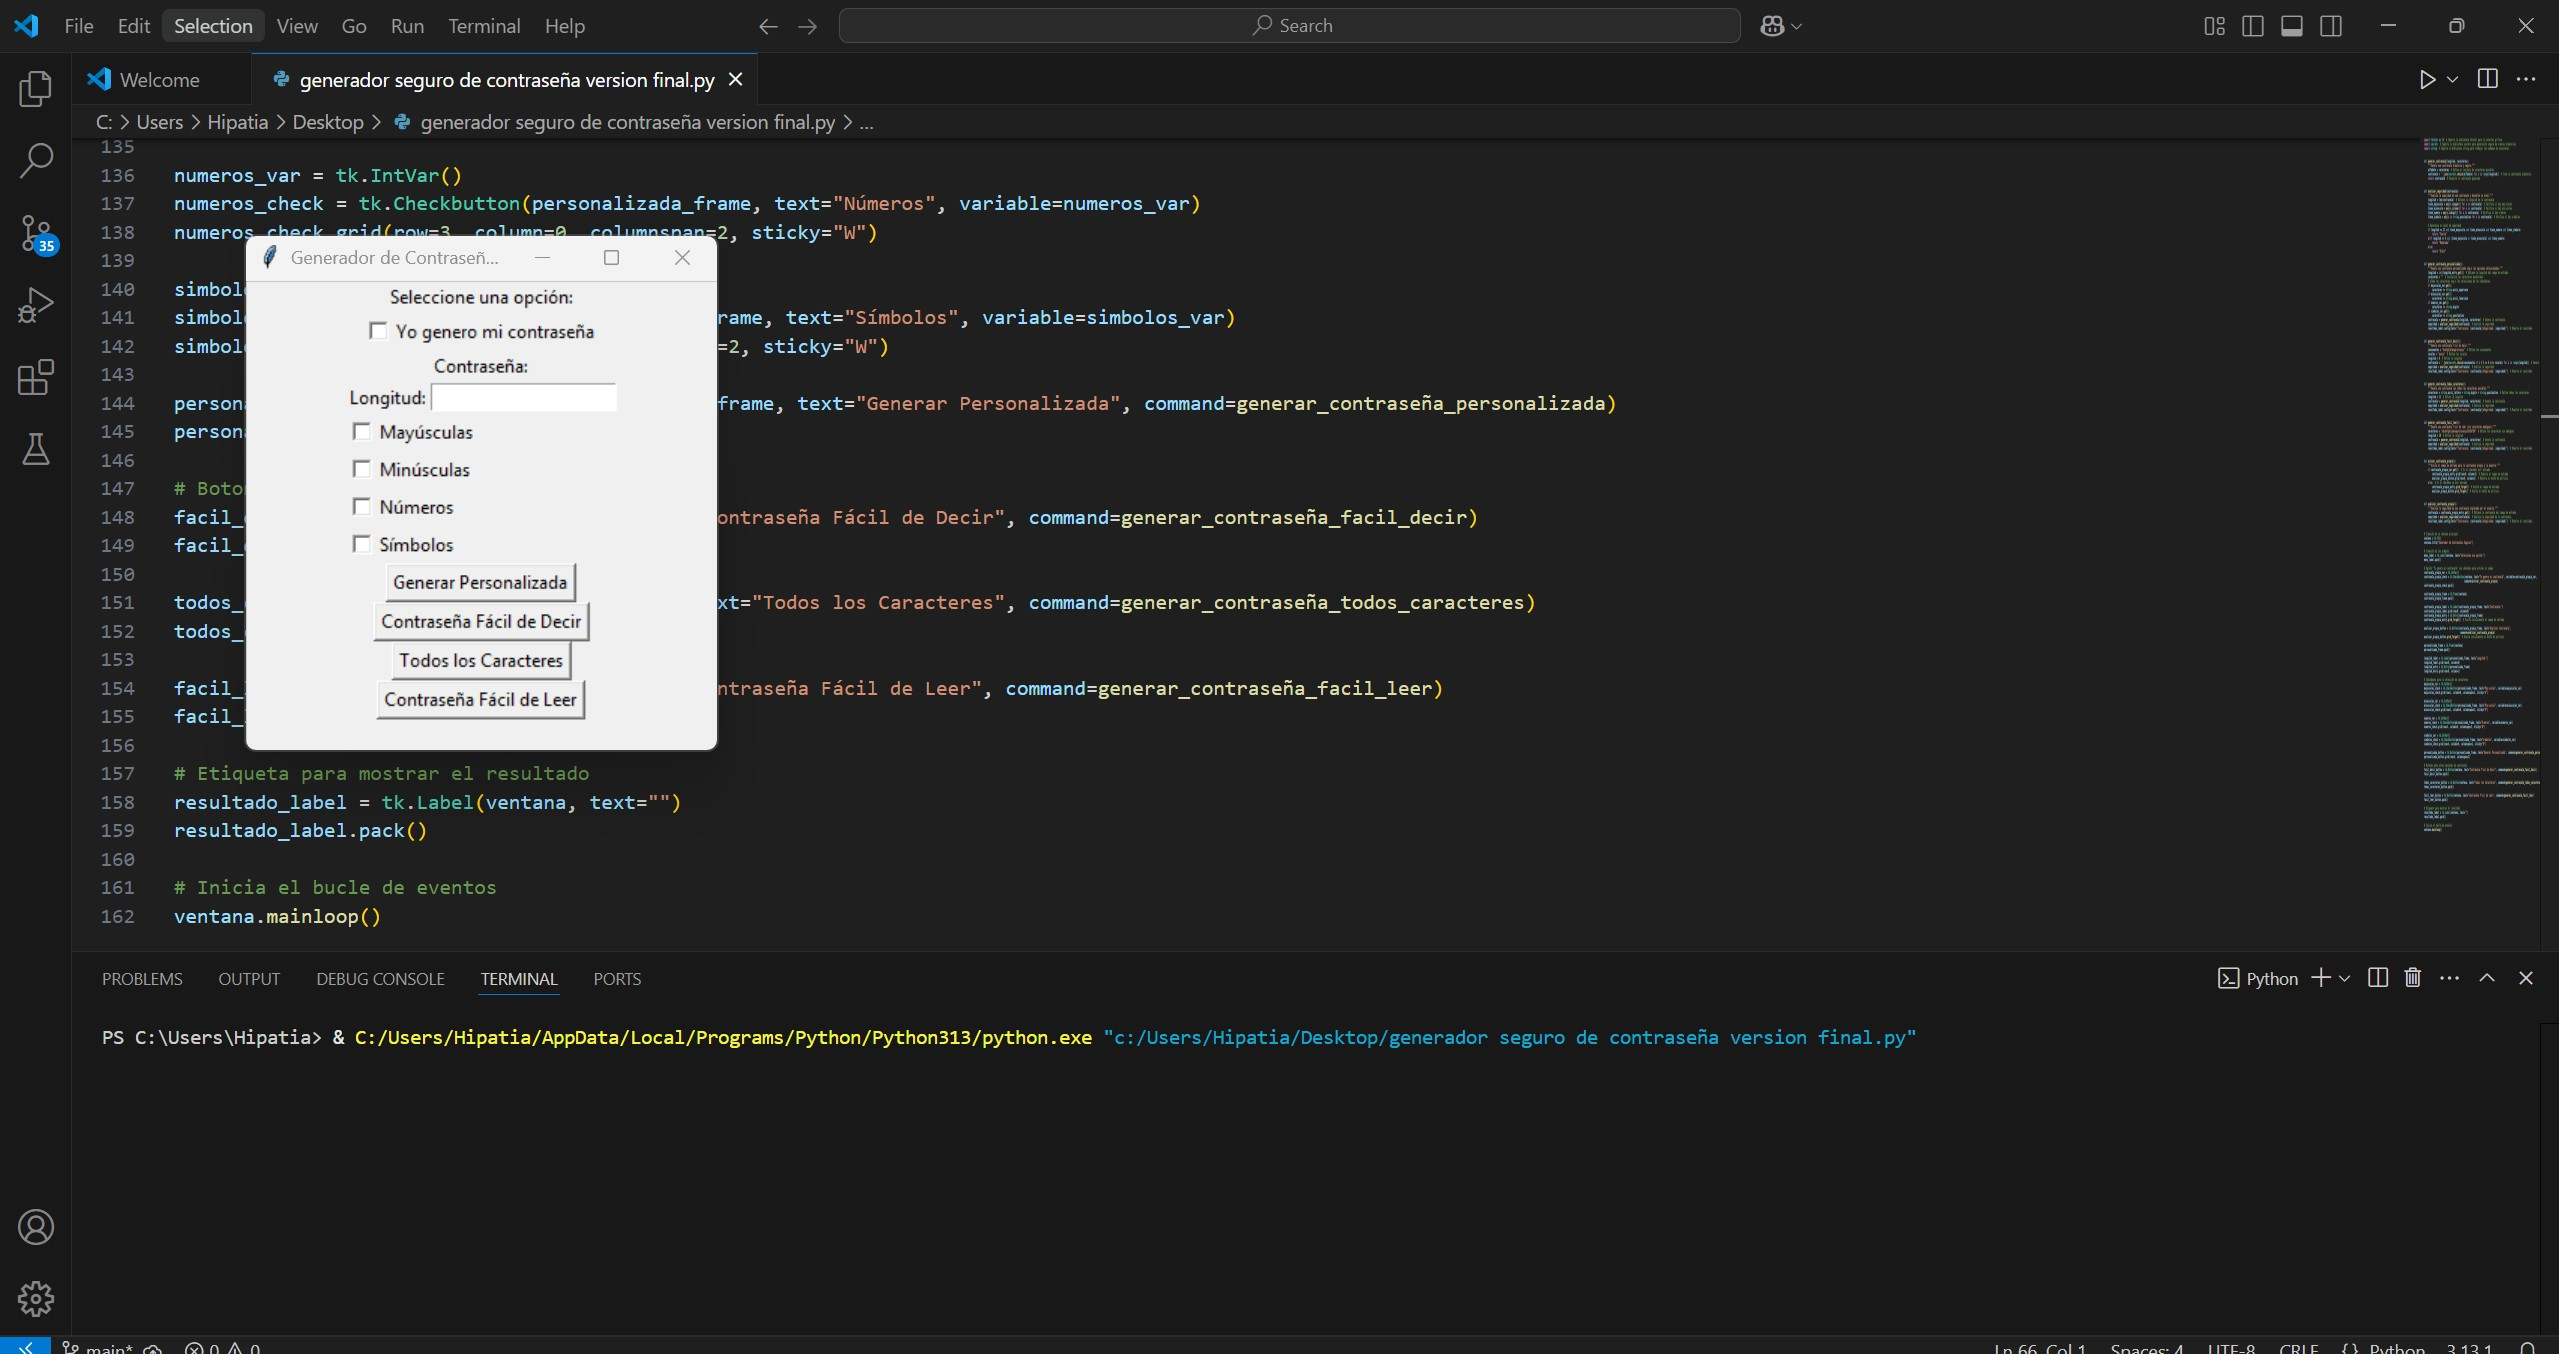 File Edit Selection View Go Run Terminal Help Search
Welcome generador seguro de contraseña version final.py
C: > Users > Hipatia > Desktop > generador seguro de contraseña version final.py > ...
135
136 numeros_var = tk.IntVar()
137 numeros_check = tk.Checkbutton(personalizada_frame, text="Números", variable=numeros_var)
138 numeros_check.grid(row=3, column=0, columnspan=2, sticky="W")
139
140 simbol
141 simbol rame, text="Símbolos", variable=simbolos_var)
142 simbol =2, sticky="W")
143
144 person frame, text="Generar Personalizada", command=generar_contraseña_personalizada)
145 person
146
147 # Boto
148 facil_ ontraseña Fácil de Decir", command=generar_contraseña_facil_decir)
149 facil_
150
151 todos_ xt="Todos los Caracteres", command=generar_contraseña_todos_caracteres)
152 todos_
153
154 facil_ ntraseña Fácil de Leer", command=generar_contraseña_facil_leer)
155 facil_
156
157 # Etiqueta para mostrar el resultado
158 resultado_label = tk.Label(ventana, text="")
159 resultado_label.pack()
160
161 # Inicia el bucle de eventos
162 ventana.mainloop()
Generador de Contraseñ...
Seleccione una opción:
Yo genero mi contraseña
Contraseña:
Longitud:
Mayúsculas
Minúsculas
Números
Símbolos
Generar Personalizada
Contraseña Fácil de Decir
Todos los Caracteres
Contraseña Fácil de Leer
35
PROBLEMS OUTPUT DEBUG CONSOLE TERMINAL PORTS Python
PS C:\Users\Hipatia> & C:/Users/Hipatia/AppData/Local/Programs/Python/Python313/python.exe "c:/Users/Hipatia/Desktop/generador seguro de contraseña version final.py"
main* 0 0 Ln 66, Col 1 Spaces: 4 UTF-8 CRLF {} Python 3.13.1